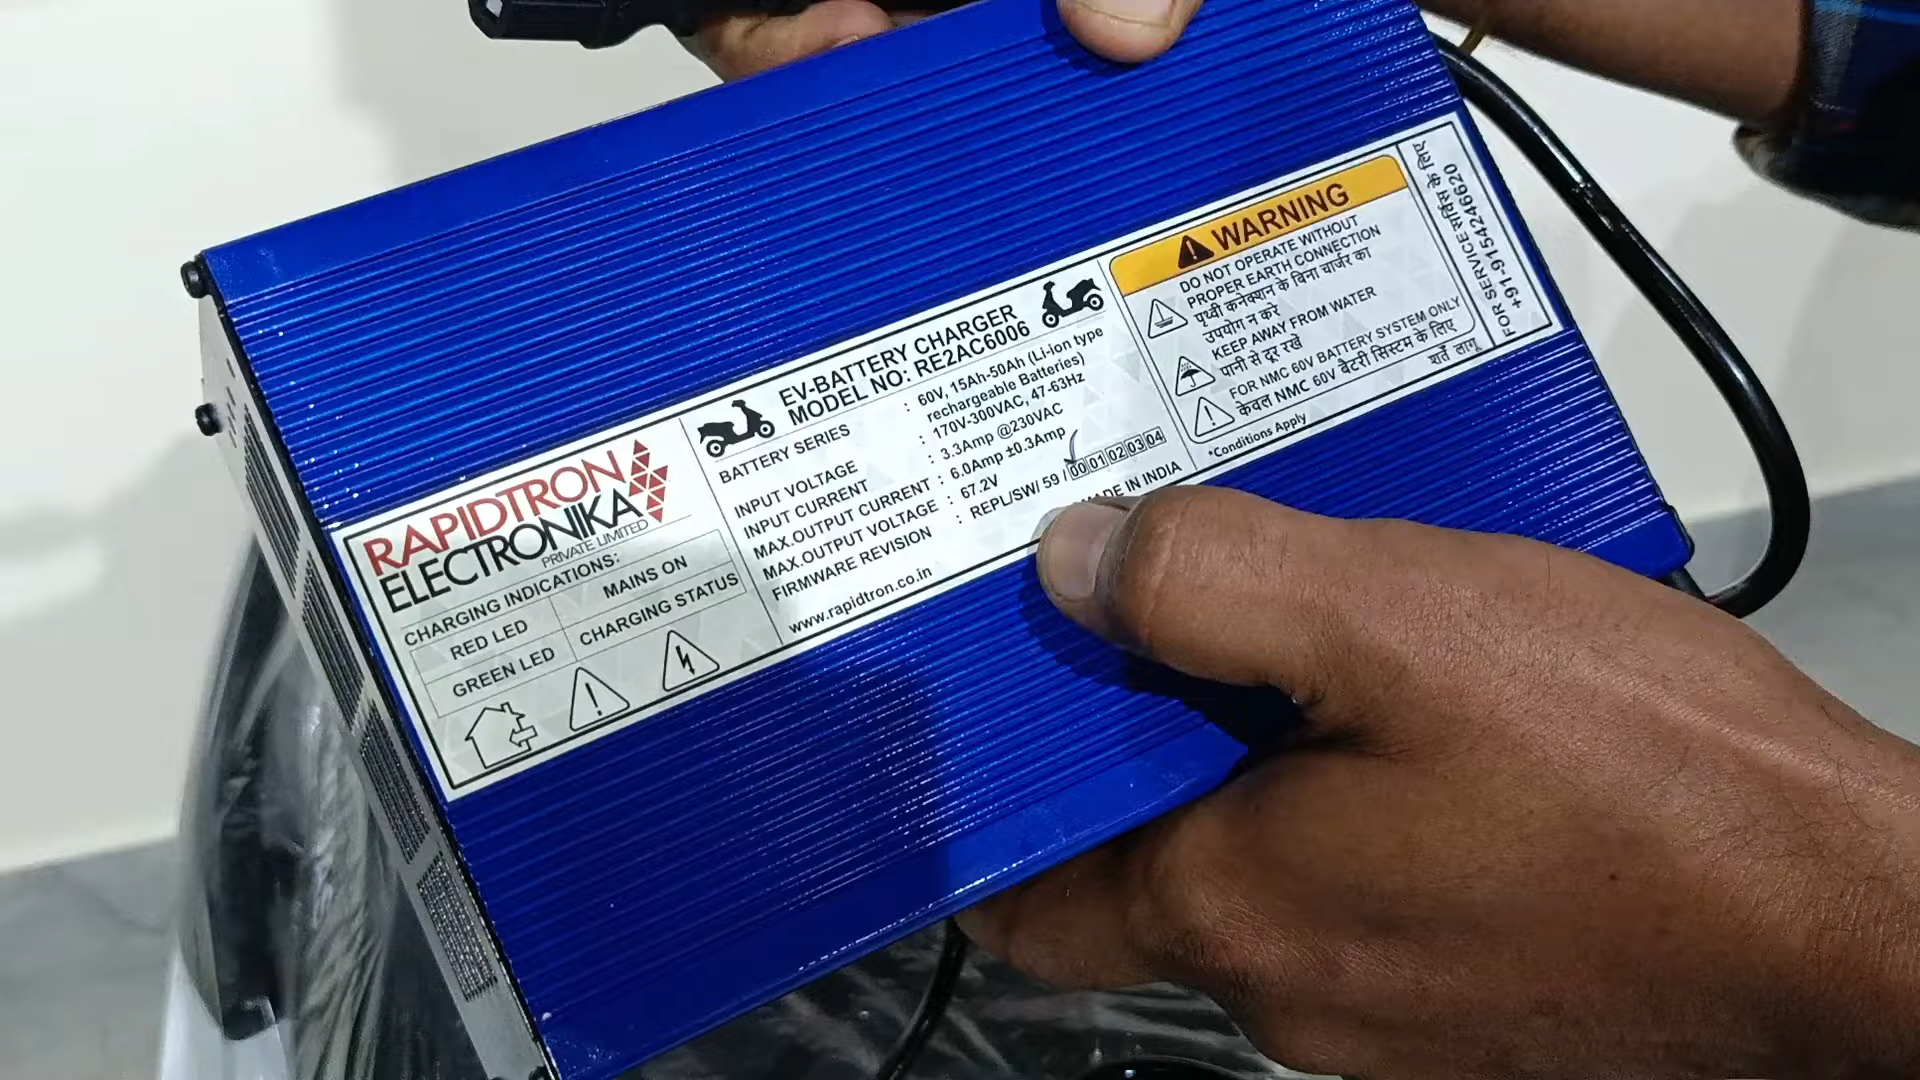 RAPIDTRON
ELECTRONIKA
PRIVATE LIMITED
CHARGING INDICATIONS:
RED LED MAINS ON
GREEN LED CHARGING STATUS
EV-BATTERY CHARGER
MODEL NO: RE2AC6006
BATTERY SERIES : 60V, 15Ah-50Ah (Li-ion type
rechargeable Batteries)
INPUT VOLTAGE : 170V-300VAC, 47-63Hz
INPUT CURRENT : 3.3Amp @230VAC
MAX.OUTPUT CURRENT : 6.0Amp ±0.3Amp
MAX.OUTPUT VOLTAGE : 67.2V
FIRMWARE REVISION : REPL/SW/ 59 / 00 01 02 03 04
www.rapidtron.co.in
MADE IN INDIA
WARNING
DO NOT OPERATE WITHOUT
PROPER EARTH CONNECTION
पृथ्वी कनेक्शन के बिना चार्जर का
उपयोग न करे
KEEP AWAY FROM WATER
पानी से दूर रखें
FOR NMC 60V BATTERY SYSTEM ONLY
केवल NMC 60V बैटरी सिस्टम के लिए
*Conditions Apply
शर्तें लागू
FOR SERVICE सर्विस के लिए
+91-9154246620